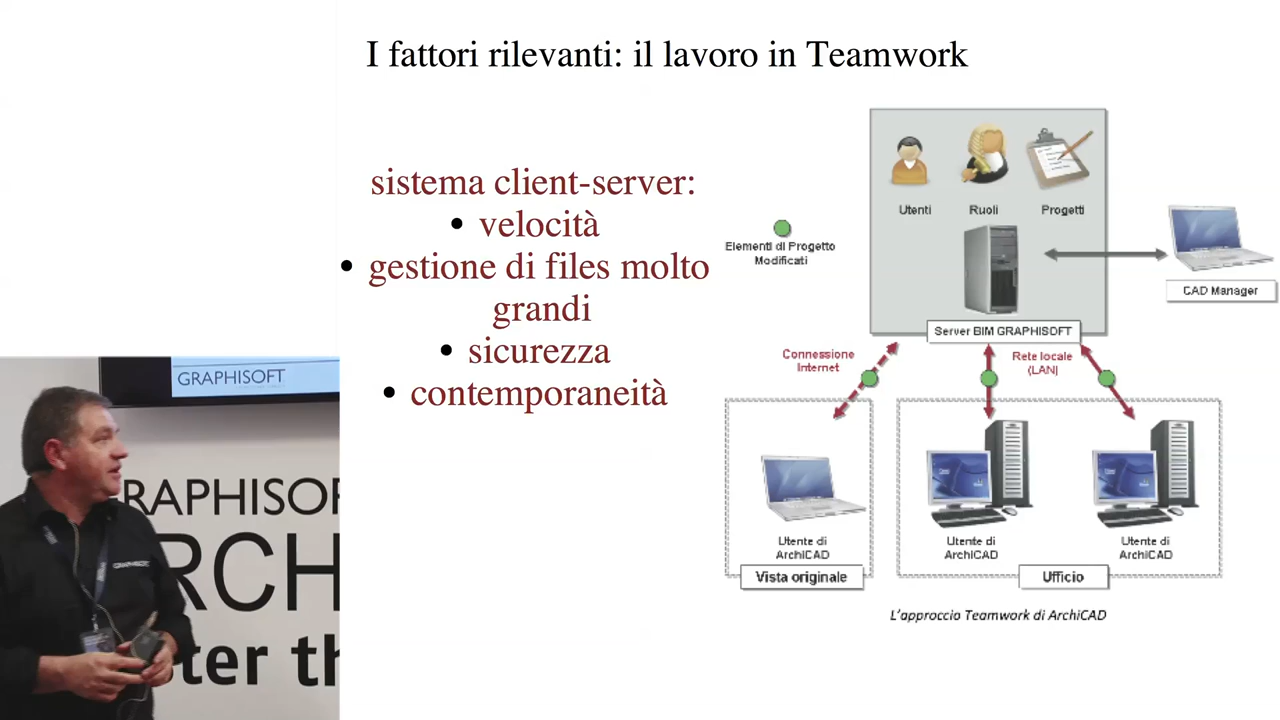 I fattori rilevanti: il lavoro in Teamwork
sistema client-server:
• velocità
• gestione di files molto
grandi
• sicurezza
• contemporaneità
Utenti
Ruoli
Progetti
Elementi di Progetto
Modificati
CAD Manager
Server BIM GRAPHISOFT
Connessione
Internet
Rete locale
(LAN)
Utente di
ArchiCAD
Utente di
ArchiCAD
Utente di
ArchiCAD
Vista originale
Ufficio
L'approccio Teamwork di ArchiCAD
GRAPHISOFT
RAPHISOF
RCH
ter th
GRAPHISOFT